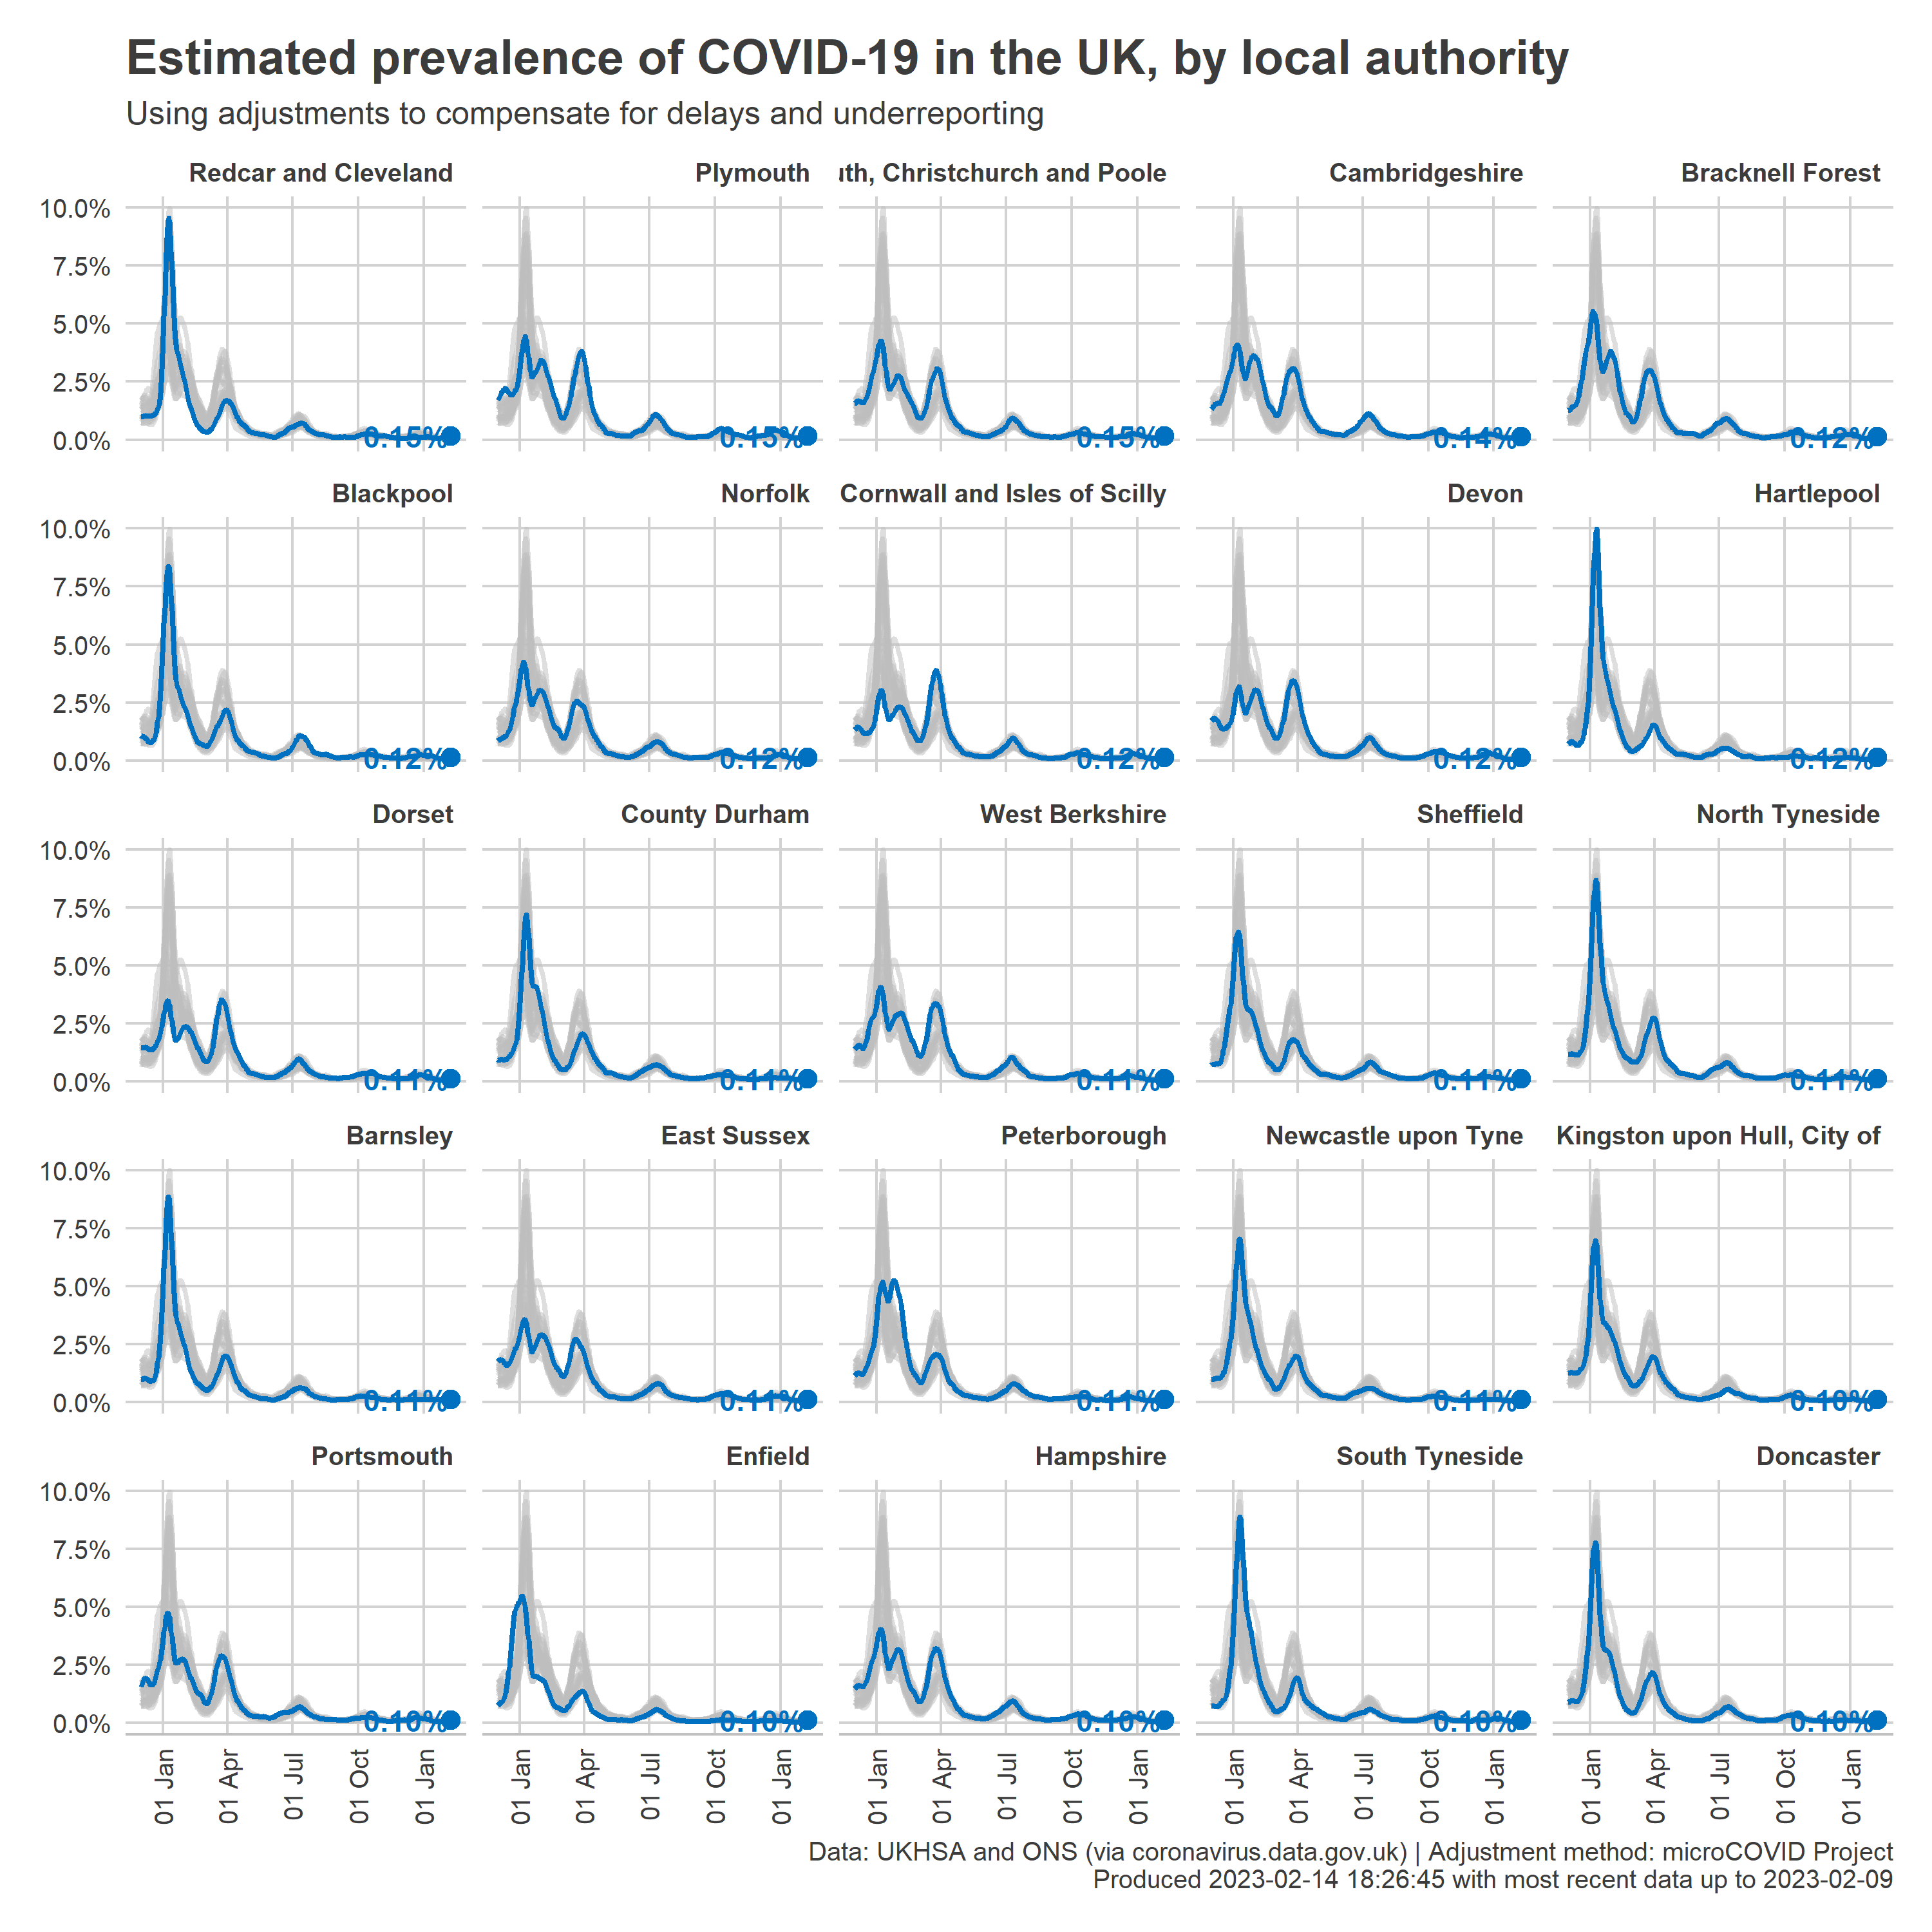 Estimated prevalence of COVID-19 in the UK, by local authority
Using adjustments to compensate for delays and underreporting
Redcar and Cleveland
Plymouth
uth, Christchurch and Poole
Cambridgeshire
Bracknell Forest
10.0%
7.5%
5.0%
2.5%
0.0%
0.15%
0.15%
0.15%
0.14%
0.12%
Blackpool
Norfolk
Cornwall and Isles of Scilly
Devon
Hartlepool
10.0%
7.5%
5.0%
2.5%
0.0%
0.12%
0.12%
0.12%
0.12%
0.12%
Dorset
County Durham
West Berkshire
Sheffield
North Tyneside
10.0%
7.5%
5.0%
2.5%
0.0%
0.11%
0.11%
0.11%
0.11%
0.11%
Barnsley
East Sussex
Peterborough
Newcastle upon Tyne
Kingston upon Hull, City of
10.0%
7.5%
5.0%
2.5%
0.0%
0.11%
0.11%
0.11%
0.11%
0.10%
Portsmouth
Enfield
Hampshire
South Tyneside
Doncaster
10.0%
7.5%
5.0%
2.5%
0.0%
0.10%
0.10%
0.10%
0.10%
0.10%
01 Jan
01 Apr
01 Jul
01 Oct
01 Jan
01 Jan
01 Apr
01 Jul
01 Oct
01 Jan
01 Jan
01 Apr
01 Jul
01 Oct
01 Jan
01 Jan
01 Apr
01 Jul
01 Oct
01 Jan
01 Jan
01 Apr
01 Jul
01 Oct
01 Jan
Data: UKHSA and ONS (via coronavirus.data.gov.uk) | Adjustment method: microCOVID Project
Produced 2023-02-14 18:26:45 with most recent data up to 2023-02-09